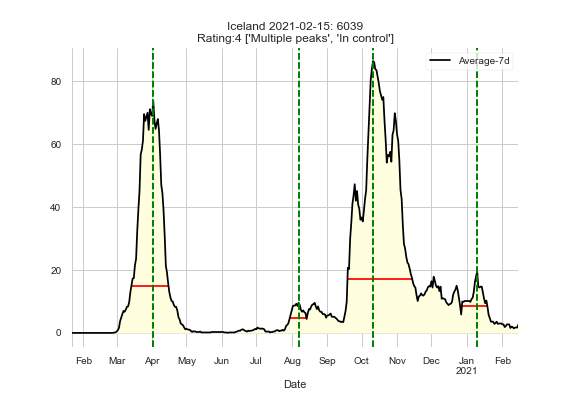 Iceland 2021-02-15: 6039
Rating:4 ['Multiple peaks', 'In control']
Average-7d
80
60
40
20
0
Feb Mar Apr May Jun Jul Aug Sep Oct Nov Dec Jan Feb
2021
Date